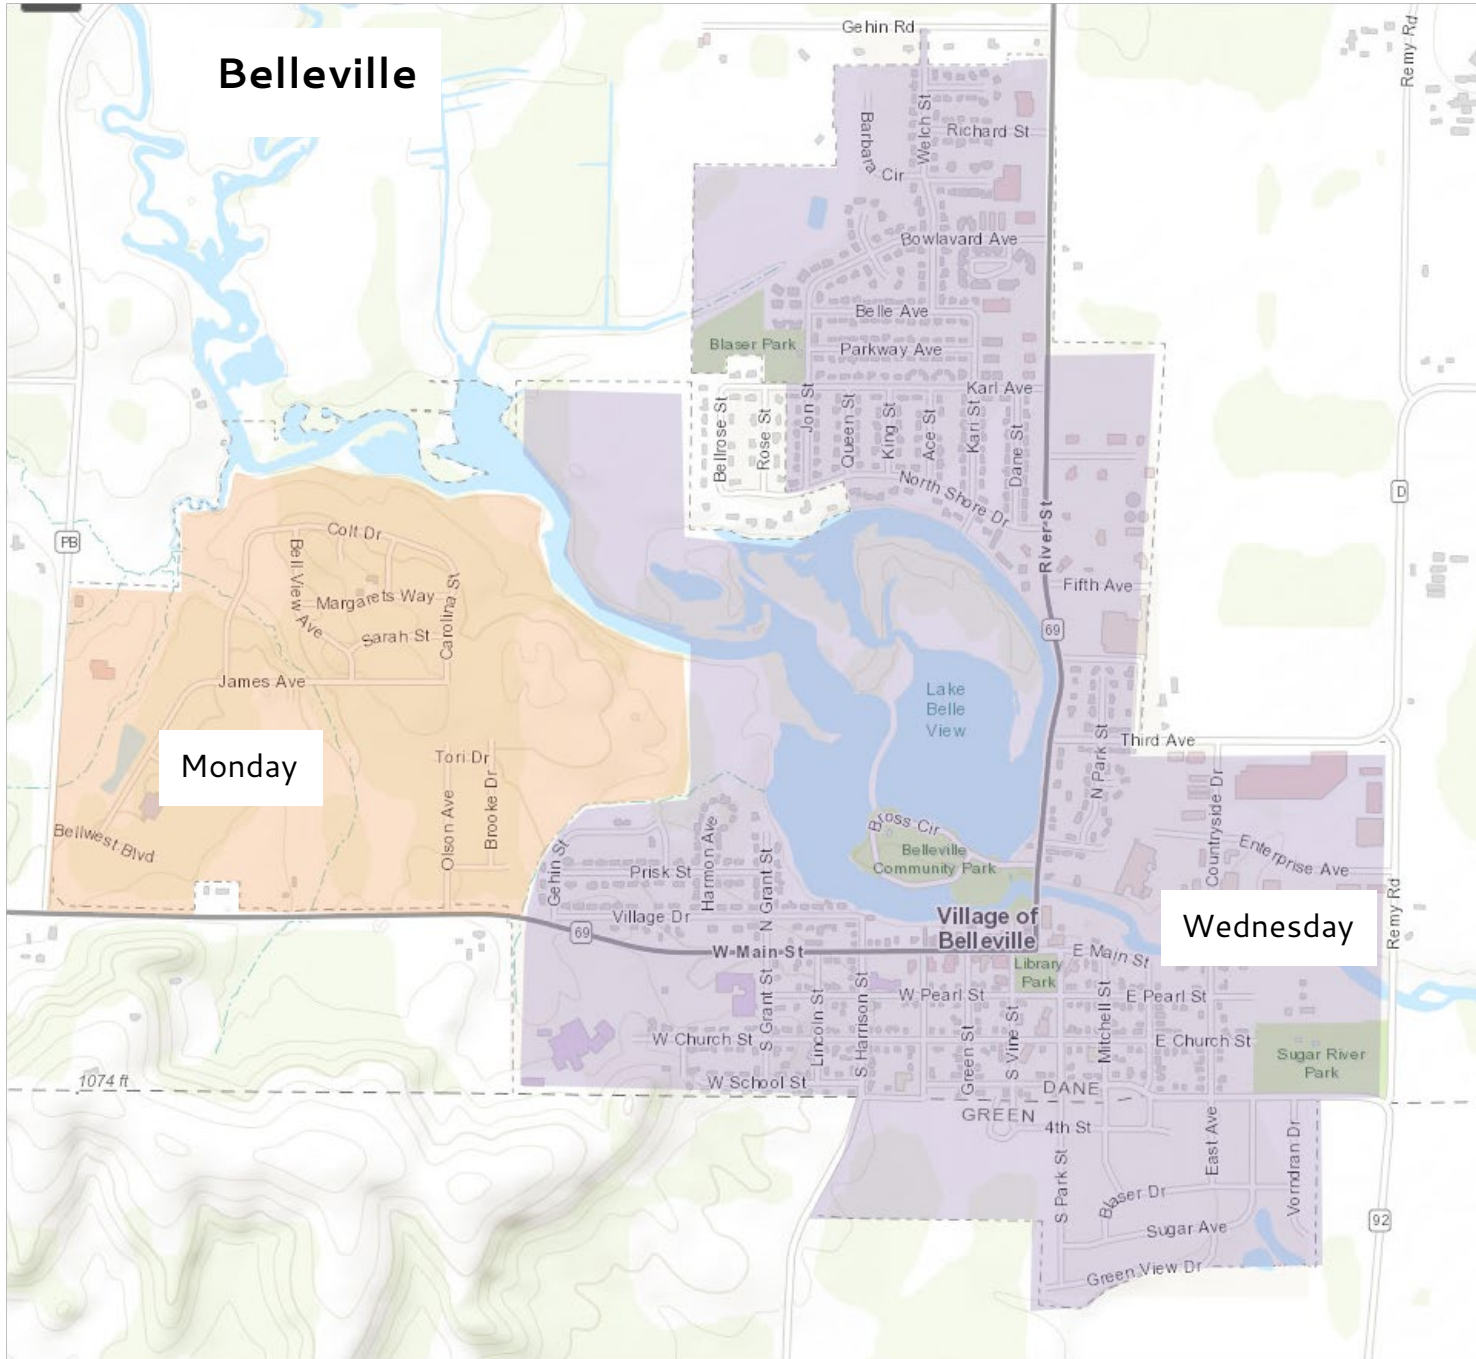 Belleville
Gehin Rd
Remy Rd
Barbara
Cir
Welch St
Richard St
Bowlavard Ave
Belle Ave
Blaser Park
Parkway Ave
Karl Ave
Bellrose St
Rose St
Jon St
Queen St
King St
Ace St
Kari St
Dane St
North Shore Dr
River St
D
PB
Colt Dr
Bell View Ave
Margarets Way
Sarah St
Carolina St
James Ave
Fifth Ave
69
Lake
Belle
View
Third Ave
N Park St
Monday
Tori Dr
Olson Ave
Brooke Dr
Bellwest Blvd
Bross Cir
Belleville
Community Park
Countryside Dr
Enterprise Ave
Gehin St
Prisk St
Harmon Ave
N Grant St
Village Dr
69
W Main St
Village of
Belleville
Wednesday
Remy Rd
Library
Park
E Main St
W Pearl St
E Pearl St
S Grant St
Lincoln St
S Harrison St
Green St
S Vine St
Mitchell St
W Church St
E Church St
Sugar River
Park
W School St
1074 ft
DANE
GREEN
4th St
S Park St
East Ave
Vorndran Dr
Blaser Dr
Sugar Ave
Green View Dr
92